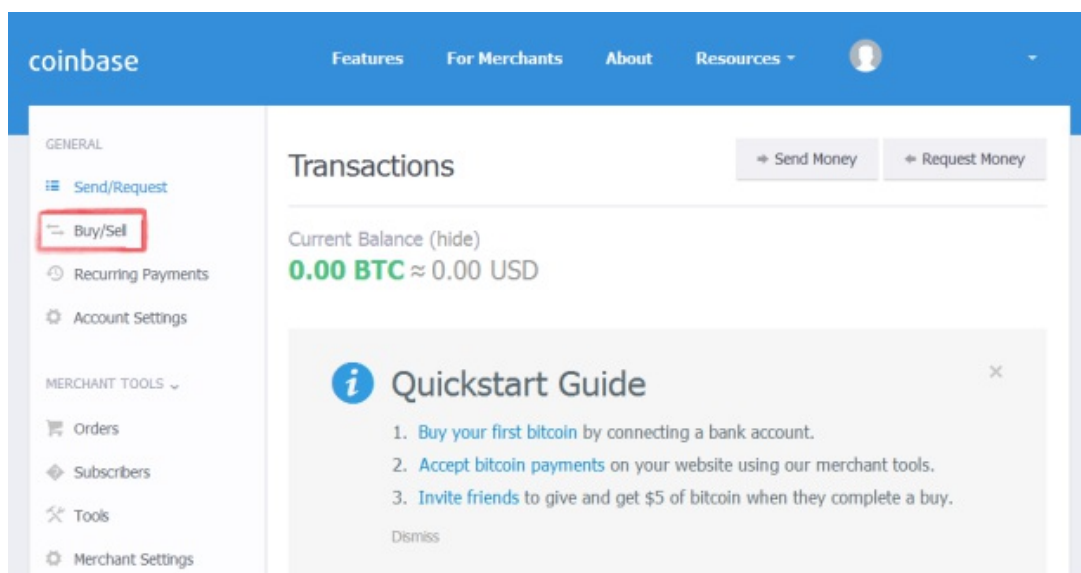 coinbase
Features
For Merchants
About
Resources
GENERAL
Send/Request
Buy/Sell
Recurring Payments
Account Settings
MERCHANT TOOLS
Orders
Subscribers
Tools
Merchant Settings
Transactions
Send Money
Request Money
Current Balance (hide)
0.00 BTC ≈ 0.00 USD
Quickstart Guide
1. Buy your first bitcoin by connecting a bank account.
2. Accept bitcoin payments on your website using our merchant tools.
3. Invite friends to give and get $5 of bitcoin when they complete a buy.
Dismiss